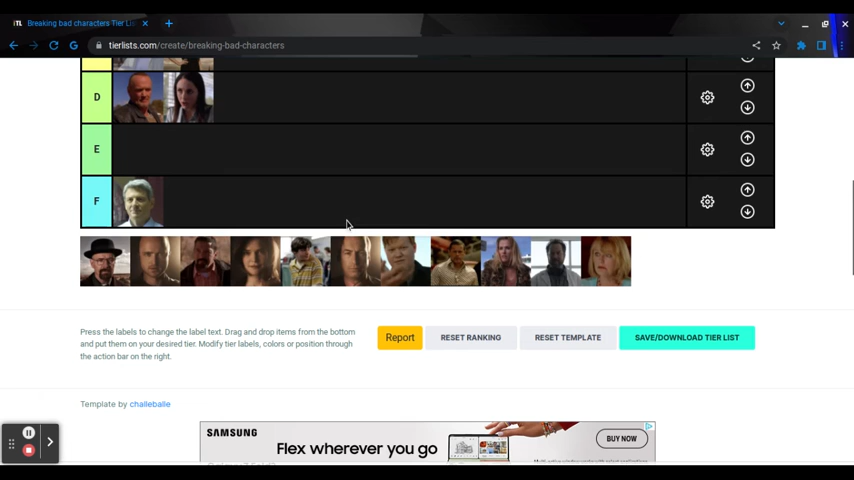 Breaking bad characters Tier Lis
tierlists.com/create/breaking-bad-characters
D
E
F
Press the labels to change the label text. Drag and drop items from the bottom
and put them on your desired tier. Modify tier labels, colors or position through
the action bar on the right.
Report
RESET RANKING
RESET TEMPLATE
SAVE/DOWNLOAD TIER LIST
Template by challeballe
SAMSUNG
Flex wherever you go
BUY NOW